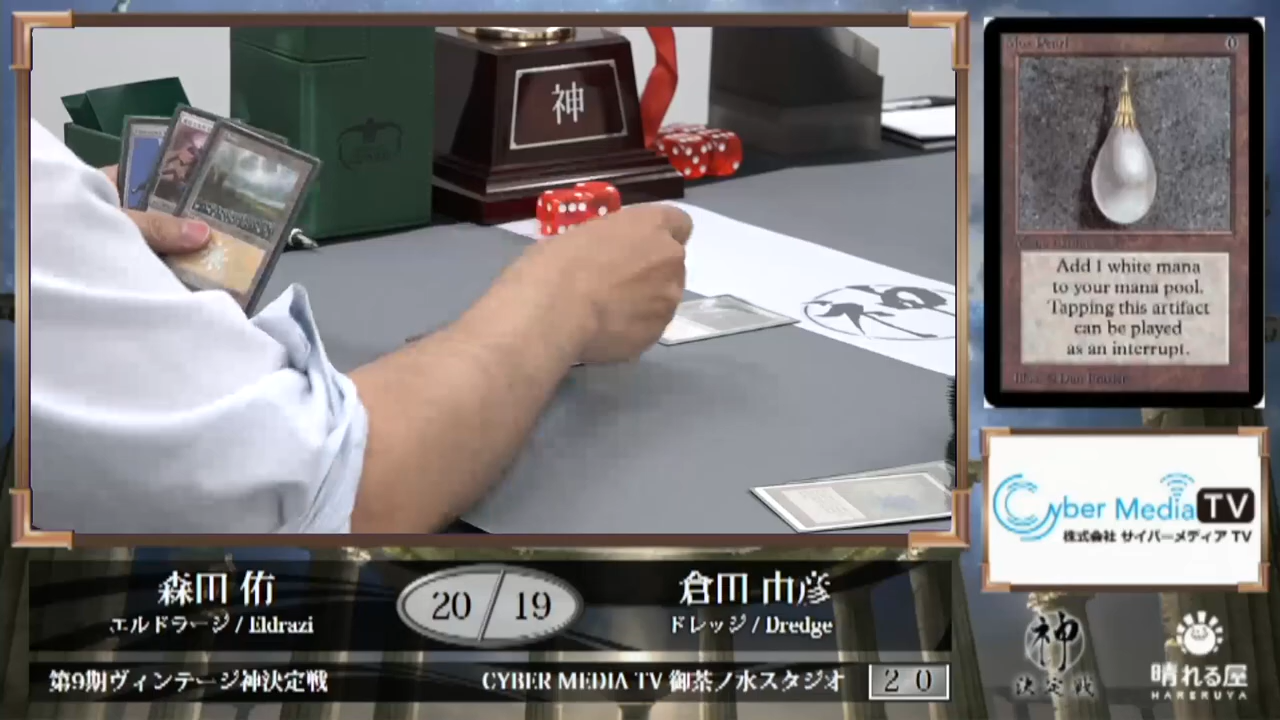 神
Mox Pearl
0
Add 1 white mana
to your mana pool.
Tapping this artifact
can be played
as an interrupt.
Cyber Media TV
株式会社 サイバーメディア TV
森田 侑
エルドラージ / Eldrazi
20 / 19
倉田 由彦
ドレッジ / Dredge
第9期ヴィンテージ神決定戦
CYBER MEDIA TV 御茶ノ水スタジオ
2 0
神
決定戦
晴れる屋
HARERUYA